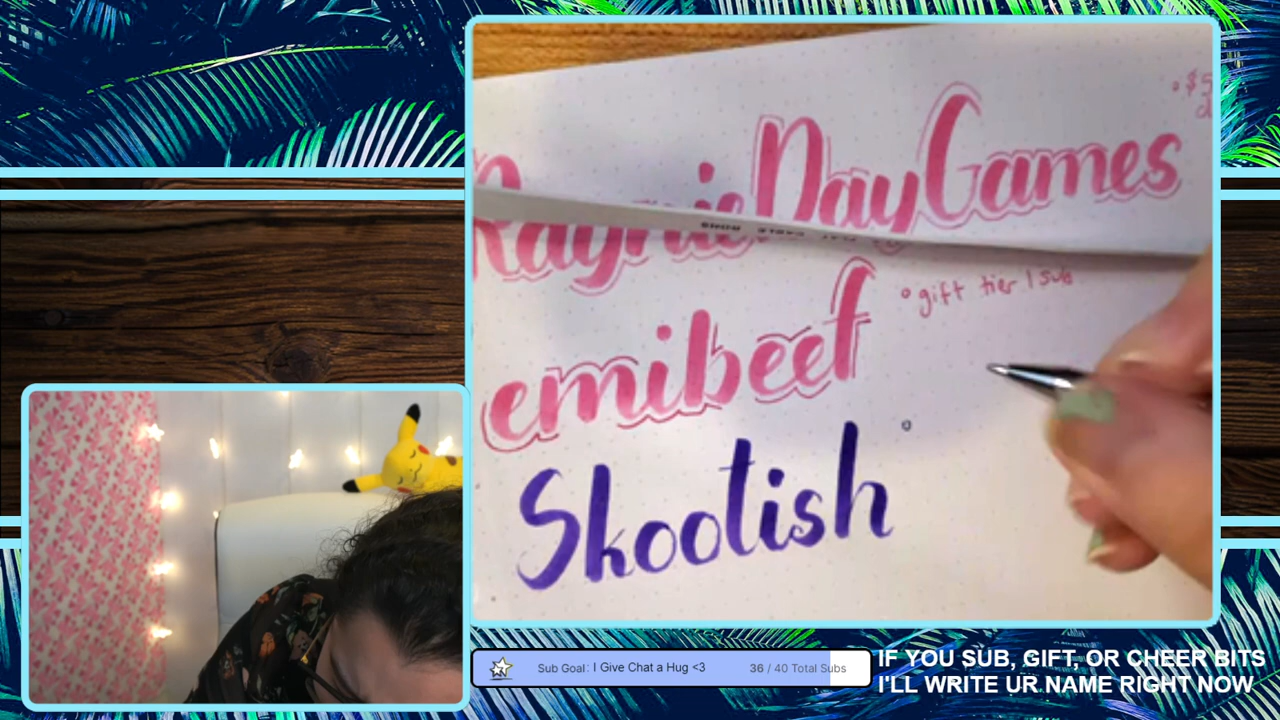 RaynieDayGames
emibeef
gift tier 1 sub
Skootish
Sub Goal: I Give Chat a Hug <3
36 / 40 Total Subs
IF YOU SUB, GIFT, OR CHEER BITS
I'LL WRITE UR NAME RIGHT NOW